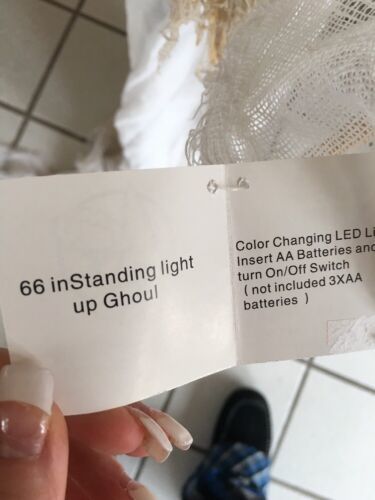 66 inStanding light
up Ghoul
Color Changing LED Li
Insert AA Batteries and
turn On/Off Switch
( not included 3XAA
batteries )